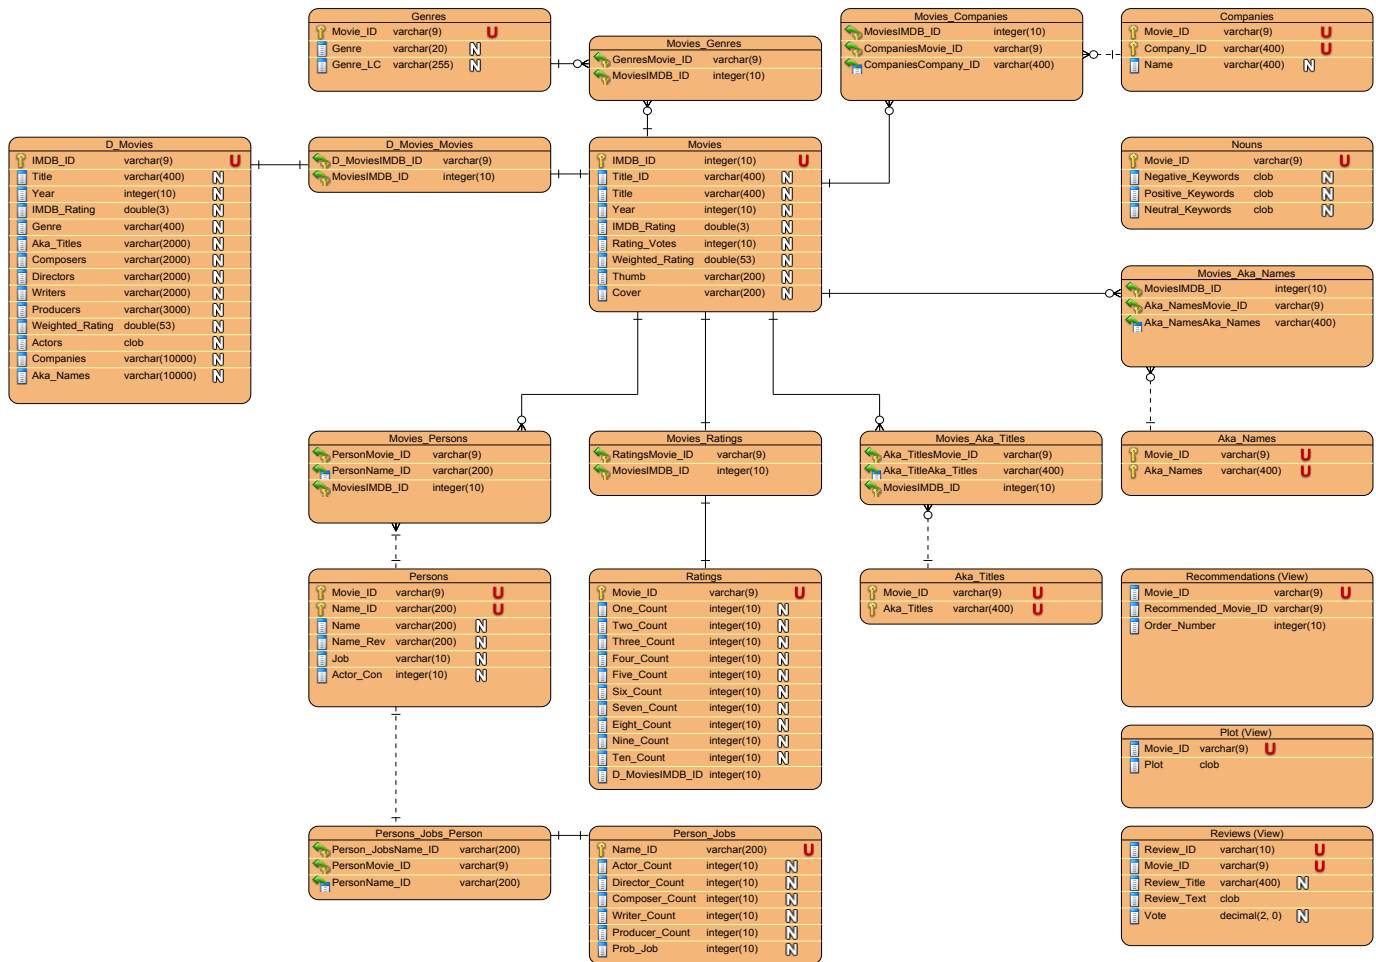 Genres
Movie_ID varchar(9) U
Genre varchar(20) N
Genre_LC varchar(255) N
Movies_Genres
GenresMovie_ID varchar(9)
MoviesIMDB_ID integer(10)
Movies_Companies
MoviesIMDB_ID integer(10)
CompaniesMovie_ID varchar(9)
CompaniesCompany_ID varchar(400)
Companies
Movie_ID varchar(9) U
Company_ID varchar(400) U
Name varchar(400) N
D_Movies
IMDB_ID varchar(9) U
Title varchar(400) N
Year integer(10) N
IMDB_Rating double(3) N
Genre varchar(400) N
Aka_Titles varchar(2000) N
Composers varchar(2000) N
Directors varchar(2000) N
Writers varchar(2000) N
Producers varchar(3000) N
Weighted_Rating double(53) N
Actors clob N
Companies varchar(10000) N
Aka_Names varchar(10000) N
D_Movies_Movies
D_MoviesIMDB_ID varchar(9)
MoviesIMDB_ID integer(10)
Movies
IMDB_ID integer(10) U
Title_ID varchar(400) N
Title varchar(400) N
Year integer(10) N
IMDB_Rating double(3) N
Rating_Votes integer(10) N
Weighted_Rating double(53) N
Thumb varchar(200) N
Cover varchar(200) N
Nouns
Movie_ID varchar(9) U
Negative_Keywords clob N
Positive_Keywords clob N
Neutral_Keywords clob N
Movies_Aka_Names
MoviesIMDB_ID integer(10)
Aka_NamesMovie_ID varchar(9)
Aka_NamesAka_Names varchar(400)
Movies_Persons
PersonMovie_ID varchar(9)
PersonName_ID varchar(200)
MoviesIMDB_ID integer(10)
Movies_Ratings
RatingsMovie_ID varchar(9)
MoviesIMDB_ID integer(10)
Movies_Aka_Titles
Aka_TitlesMovie_ID varchar(9)
Aka_TitleAka_Titles varchar(400)
MoviesIMDB_ID integer(10)
Aka_Names
Movie_ID varchar(9) U
Aka_Names varchar(400) U
Persons
Movie_ID varchar(9) U
Name_ID varchar(200) U
Name varchar(200) N
Name_Rev varchar(200) N
Job varchar(10) N
Actor_Con integer(10) N
Ratings
Movie_ID varchar(9) U
One_Count integer(10) N
Two_Count integer(10) N
Three_Count integer(10) N
Four_Count integer(10) N
Five_Count integer(10) N
Six_Count integer(10) N
Seven_Count integer(10) N
Eight_Count integer(10) N
Nine_Count integer(10) N
Ten_Count integer(10) N
D_MoviesIMDB_ID integer(10)
Aka_Titles
Movie_ID varchar(9) U
Aka_Titles varchar(400) U
Recommendations (View)
Movie_ID varchar(9) U
Recommended_Movie_ID varchar(9)
Order_Number integer(10)
Plot (View)
Movie_ID varchar(9) U
Plot clob
Persons_Jobs_Person
Person_JobsName_ID varchar(200)
PersonMovie_ID varchar(9)
PersonName_ID varchar(200)
Person_Jobs
Name_ID varchar(200) U
Actor_Count integer(10) N
Director_Count integer(10) N
Composer_Count integer(10) N
Writer_Count integer(10) N
Producer_Count integer(10) N
Prob_Job integer(10) N
Reviews (View)
Review_ID varchar(10) U
Movie_ID varchar(9) U
Review_Title varchar(400) N
Review_Text clob
Vote decimal(2, 0) N